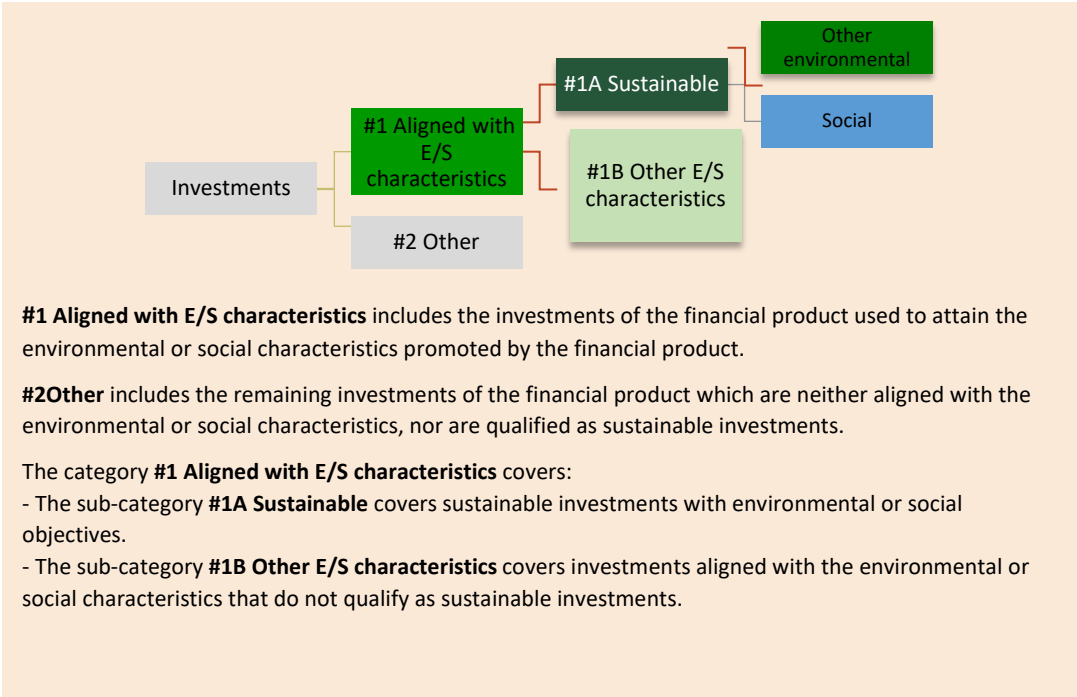 Other
environmental
#1A Sustainable
Social
#1 Aligned with
E/S
characteristics
#1B Other E/S
characteristics
Investments
#2 Other
#1 Aligned with E/S characteristics includes the investments of the financial product used to attain the
environmental or social characteristics promoted by the financial product.
#2Other includes the remaining investments of the financial product which are neither aligned with the
environmental or social characteristics, nor are qualified as sustainable investments.
The category #1 Aligned with E/S characteristics covers:
- The sub-category #1A Sustainable covers sustainable investments with environmental or social
objectives.
- The sub-category #1B Other E/S characteristics covers investments aligned with the environmental or
social characteristics that do not qualify as sustainable investments.